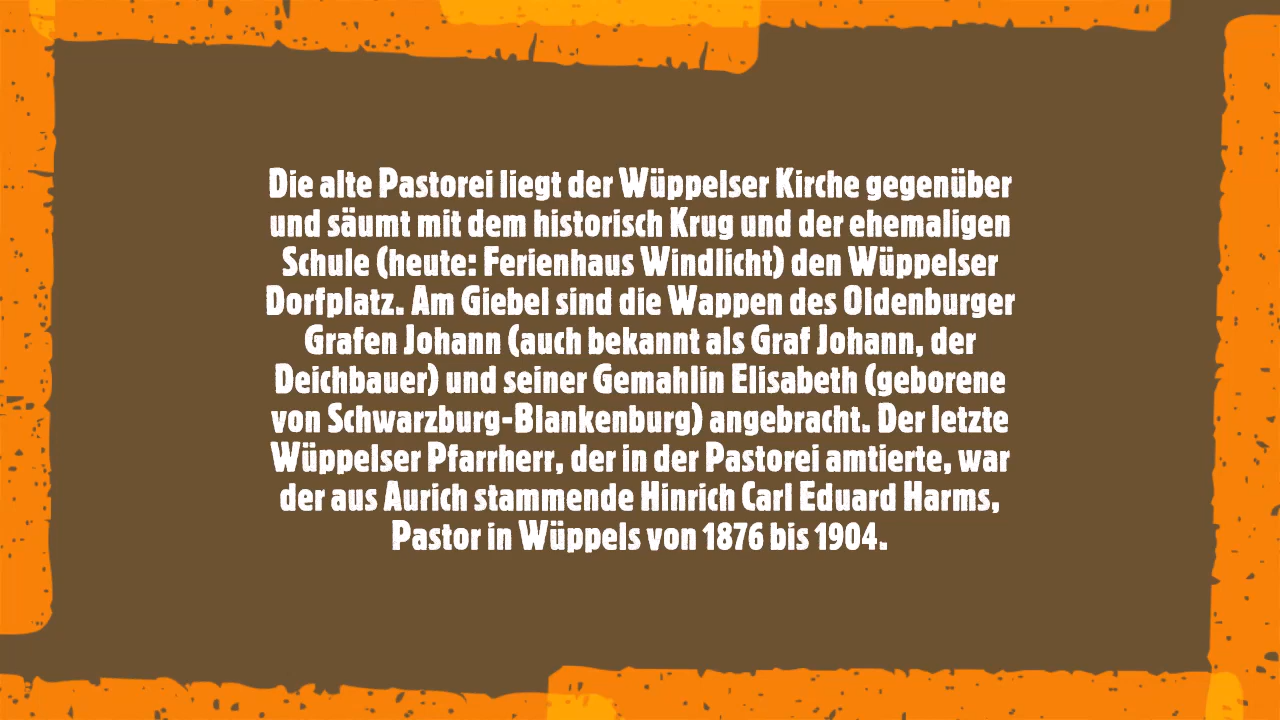 Die alte Pastorei liegt der Wüppelser Kirche gegenüber
und säumt mit dem historisch Krug und der ehemaligen
Schule (heute: Ferienhaus Windlicht) den Wüppelser
Dorfplatz. Am Giebel sind die Wappen des Oldenburger
Grafen Johann (auch bekannt als Graf Johann, der
Deichbauer) und seiner Gemahlin Elisabeth (geborene
von Schwarzburg-Blankenburg) angebracht. Der letzte
Wüppelser Pfarrherr, der in der Pastorei amtierte, war
der aus Aurich stammende Hinrich Carl Eduard Harms,
Pastor in Wüppels von 1876 bis 1904.